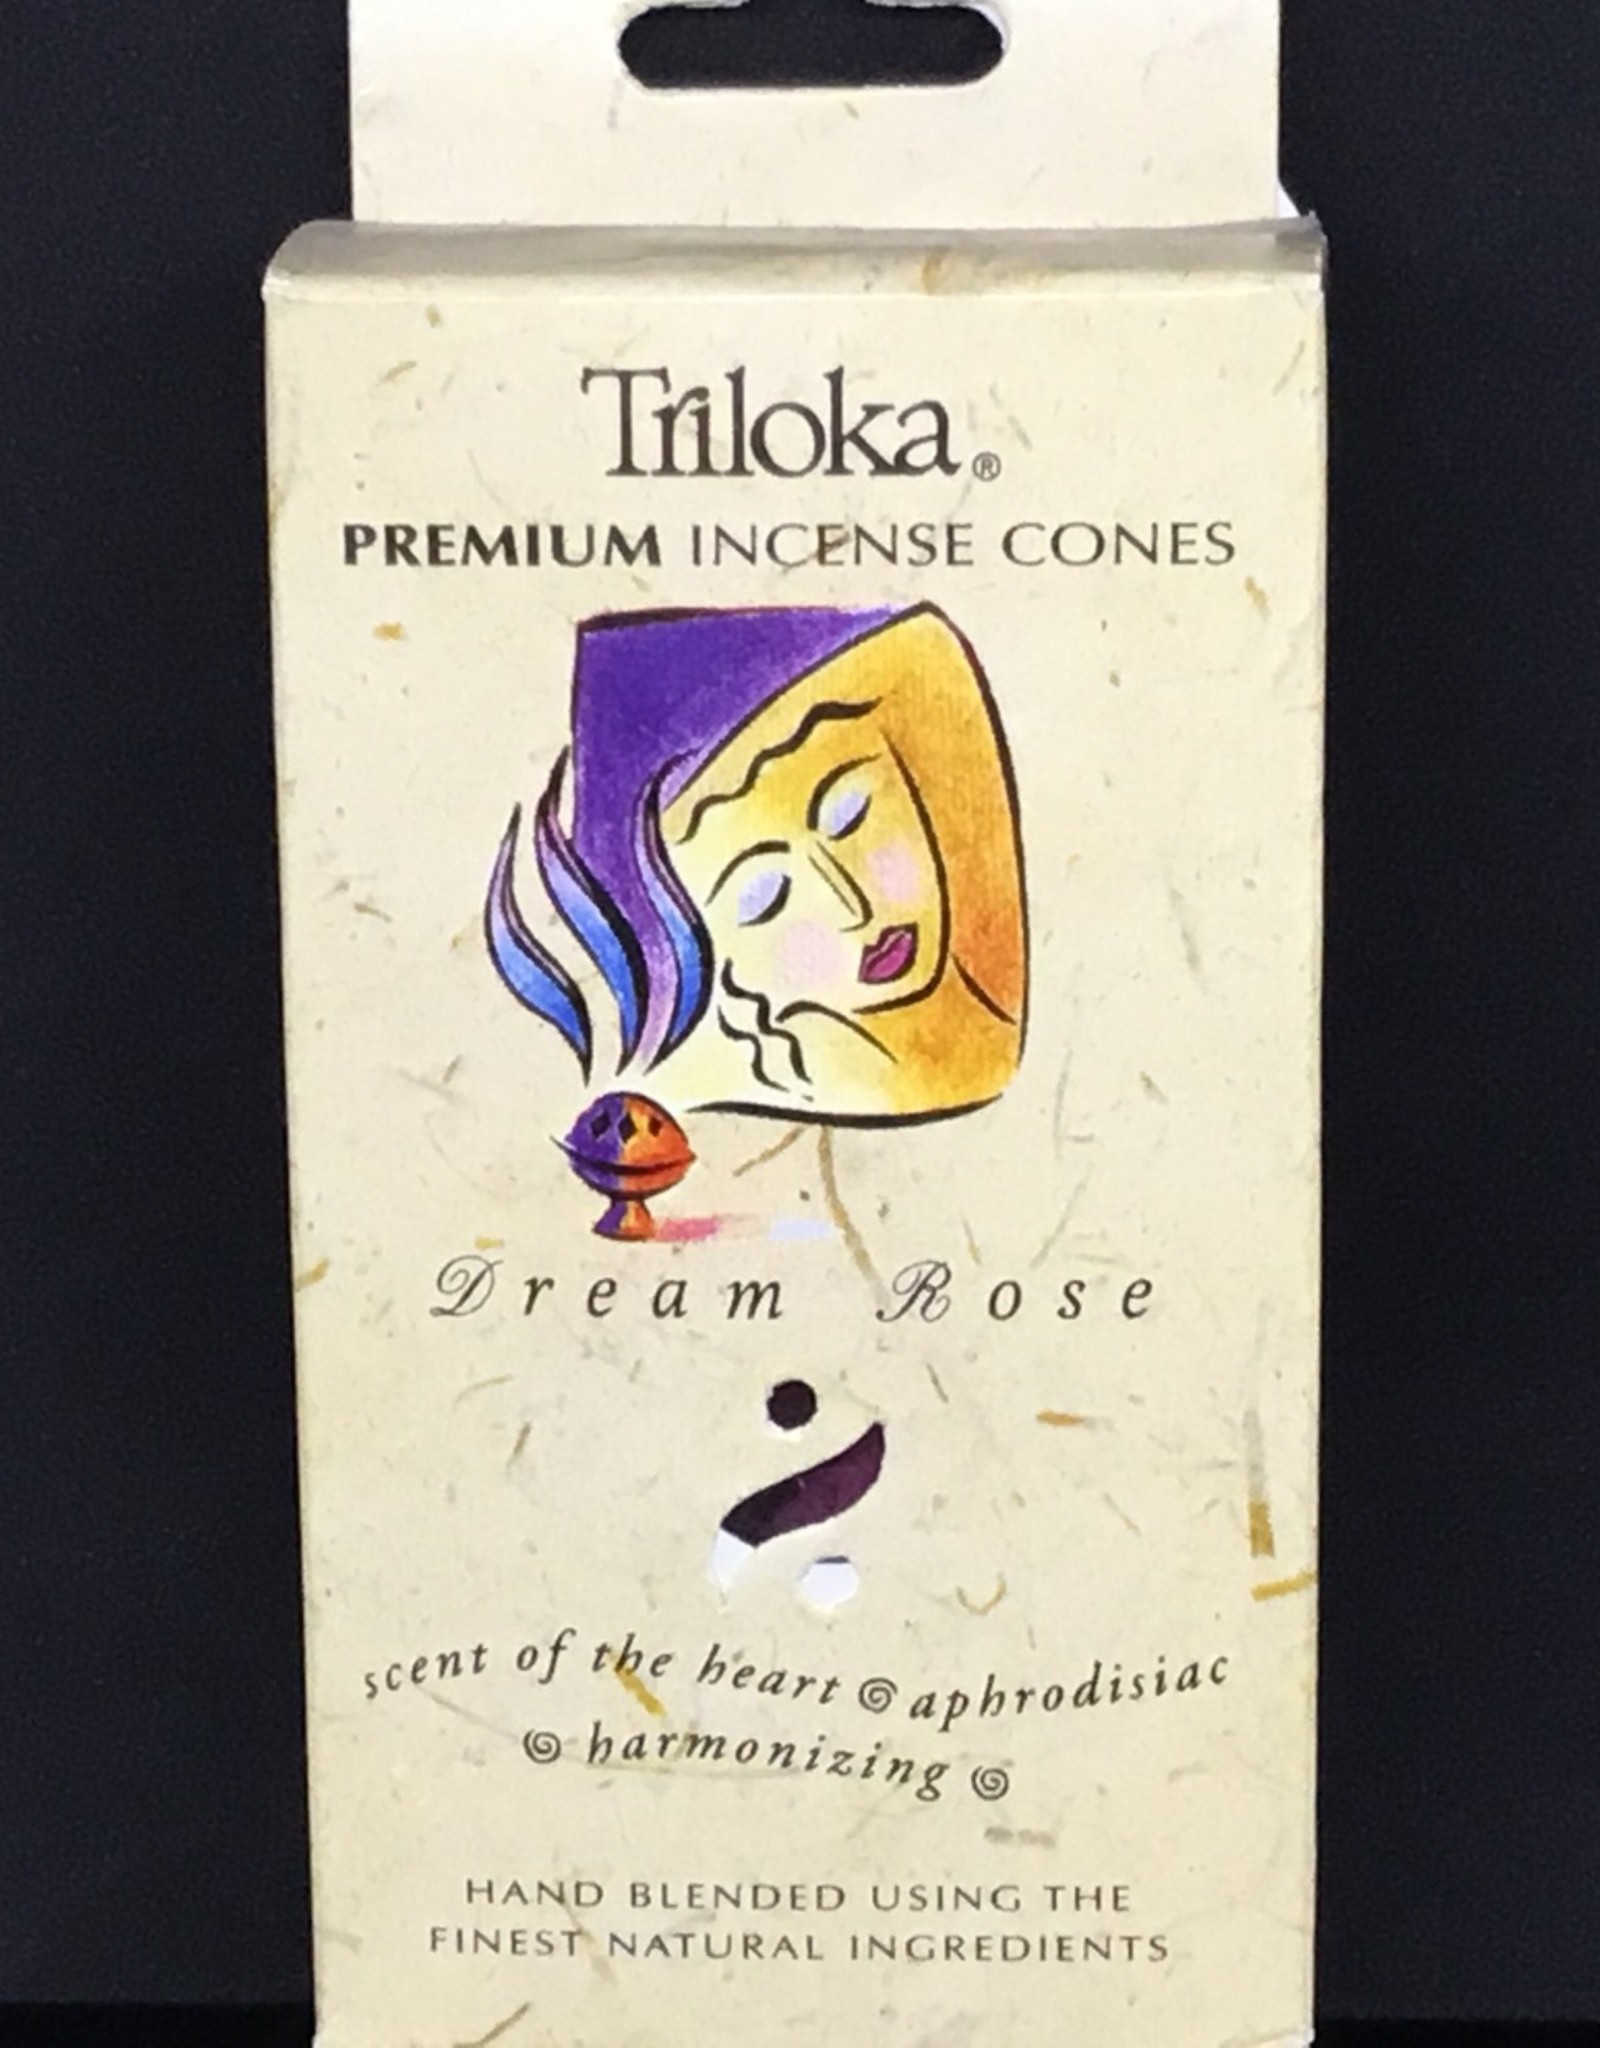 Triloka®
PREMIUM INCENSE CONES
Dream Rose
scent of the heart aphrodisiac
harmonizing
HAND BLENDED USING THE
FINEST NATURAL INGREDIENTS